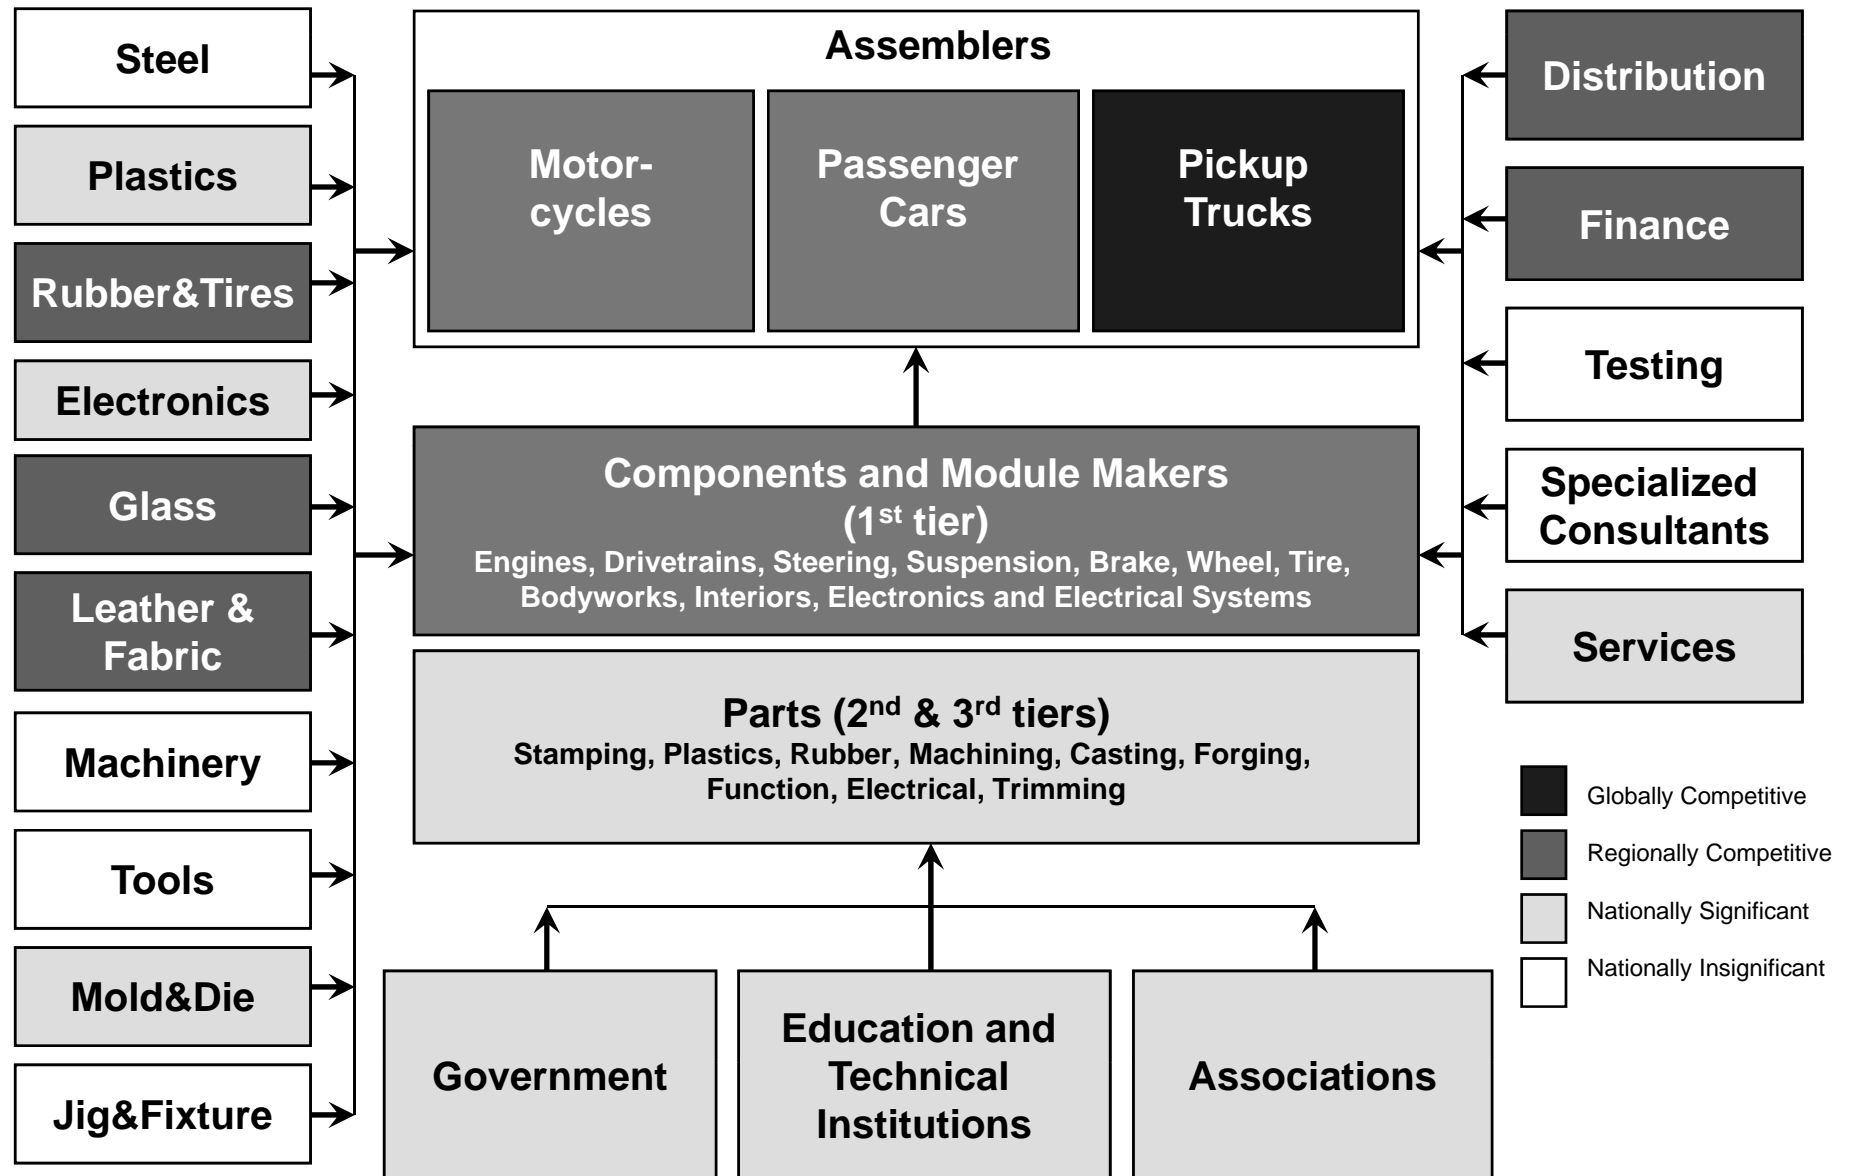 Steel
Plastics
Rubber&Tires
Electronics
Glass
Leather &
Fabric
Machinery
Tools
Mold&Die
Jig&Fixture
Assemblers
Motor-
cycles
Passenger
Cars
Pickup
Trucks
Components and Module Makers
(1st tier)
Engines, Drivetrains, Steering, Suspension, Brake, Wheel, Tire,
Bodyworks, Interiors, Electronics and Electrical Systems
Parts (2nd & 3rd tiers)
Stamping, Plastics, Rubber, Machining, Casting, Forging,
Function, Electrical, Trimming
Government
Education and
Technical
Institutions
Associations
Distribution
Finance
Testing
Specialized
Consultants
Services
Globally Competitive
Regionally Competitive
Nationally Significant
Nationally Insignificant